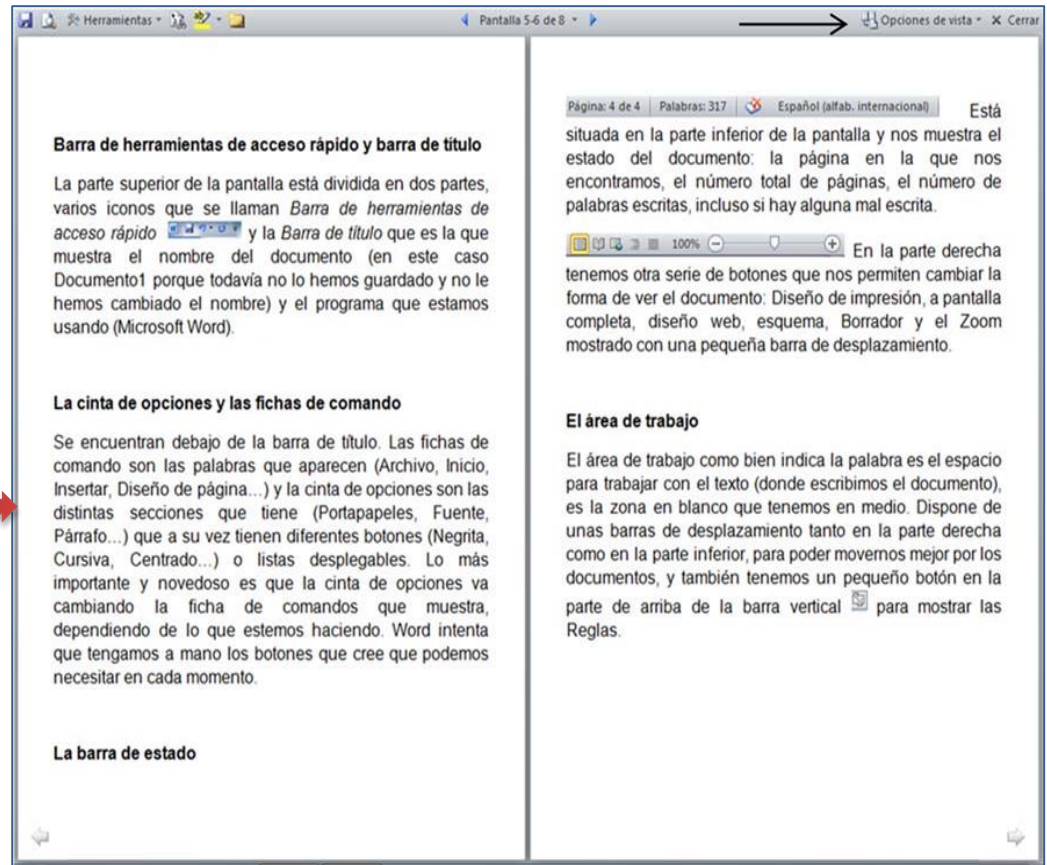 Herramientas
Pantalla 5-6 de 8
Opciones de vista
Cerrar
Barra de herramientas de acceso rápido y barra de título
La parte superior de la pantalla está dividida en dos partes,
varios iconos que se llaman Barra de herramientas de
acceso rápido y la Barra de título que es la que
muestra el nombre del documento (en este caso
Documento1 porque todavía no lo hemos guardado y no le
hemos cambiado el nombre) y el programa que estamos
usando (Microsoft Word).
La cinta de opciones y las fichas de comando
Se encuentran debajo de la barra de título. Las fichas de
comando son las palabras que aparecen (Archivo, Inicio,
Insertar, Diseño de página...) y la cinta de opciones son las
distintas secciones que tiene (Portapapeles, Fuente,
Párrafo...) que a su vez tienen diferentes botones (Negrita,
Cursiva, Centrado...) o listas desplegables. Lo más
importante y novedoso es que la cinta de opciones va
cambiando la ficha de comandos que muestra,
dependiendo de lo que estemos haciendo. Word intenta
que tengamos a mano los botones que cree que podemos
necesitar en cada momento.
La barra de estado
Página: 4 de 4 Palabras: 317 Español (alfab. internacional) Está
situada en la parte inferior de la pantalla y nos muestra el
estado del documento: la página en la que nos
encontramos, el número total de páginas, el número de
palabras escritas, incluso si hay alguna mal escrita.
100% En la parte derecha
tenemos otra serie de botones que nos permiten cambiar la
forma de ver el documento: Diseño de impresión, a pantalla
completa, diseño web, esquema, Borrador y el Zoom
mostrado con una pequeña barra de desplazamiento.
El área de trabajo
El área de trabajo como bien indica la palabra es el espacio
para trabajar con el texto (donde escribimos el documento),
es la zona en blanco que tenemos en medio. Dispone de
unas barras de desplazamiento tanto en la parte derecha
como en la parte inferior, para poder movernos mejor por los
documentos, y también tenemos un pequeño botón en la
parte de arriba de la barra vertical para mostrar las
Reglas.